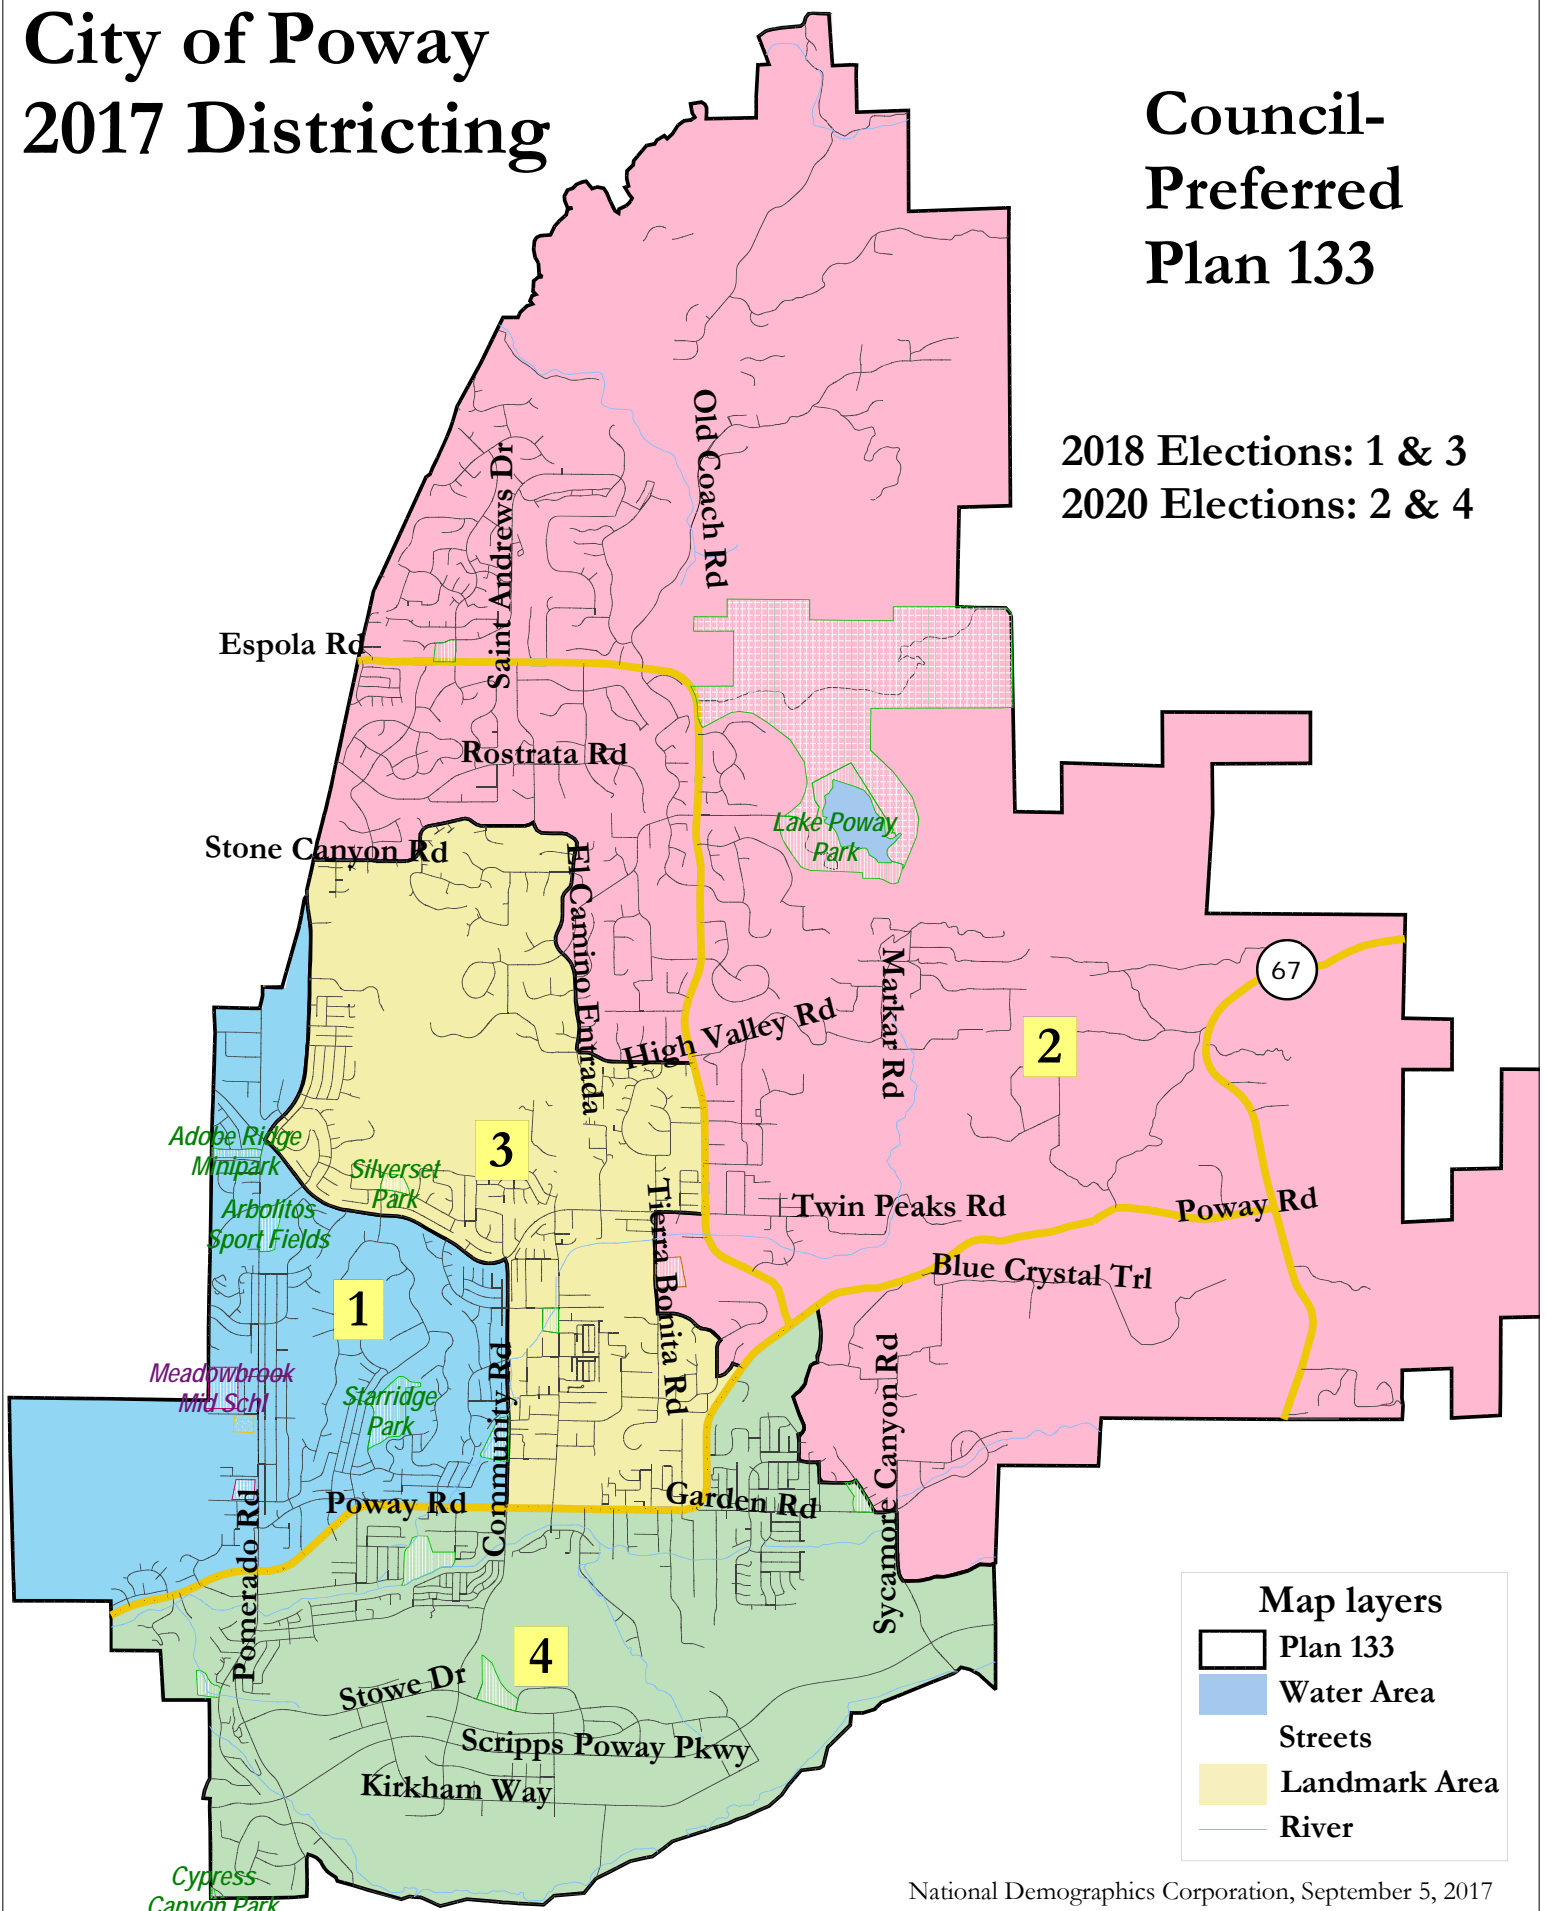 City of Poway
2017 Districting
Council-
Preferred
Plan 133
2018 Elections: 1 & 3
2020 Elections: 2 & 4
Old Coach Rd
Saint Andrews Dr
Espola Rd
Rostrata Rd
Lake Poway
Park
Stone Canyon Rd
El Camino Entrada
Markar Rd
67
High Valley Rd
2
Adobe Ridge
Minipark
3
Silverset
Park
Arbolitos
Sport Fields
Tierra Bonita Rd
Twin Peaks Rd
Poway Rd
Blue Crystal Trl
1
Meadowbrook
Mid Schl
Starridge
Park
Community Rd
Sycamore Canyon Rd
Poway Rd
Garden Rd
Pomerado Rd
4
Stowe Dr
Scripps Poway Pkwy
Kirkham Way
Cypress
Canyon Park
Map layers
Plan 133
Water Area
Streets
Landmark Area
River
National Demographics Corporation, September 5, 2017